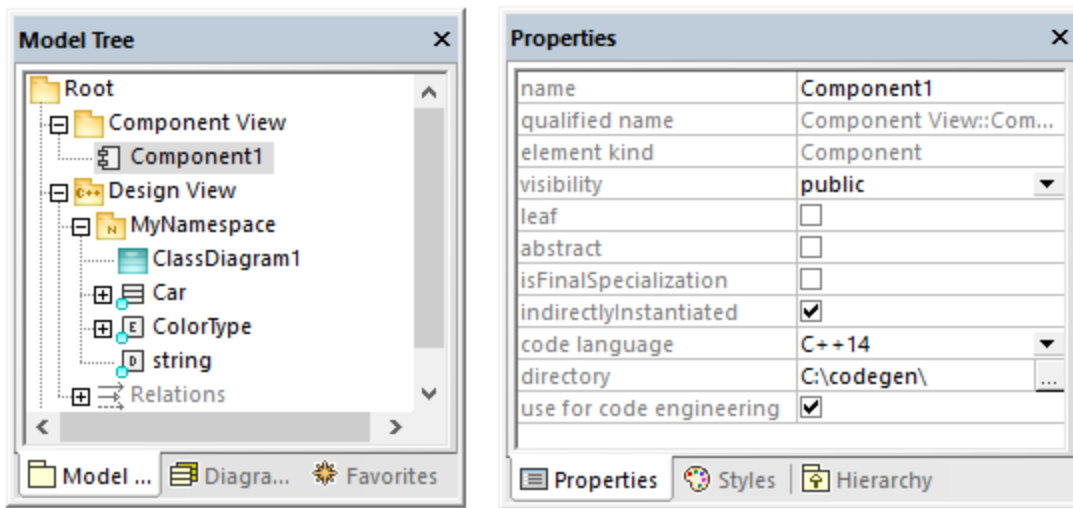 Model Tree
Root
Component View
Component1
C++ Design View
N MyNamespace
ClassDiagram1
Car
E ColorType
D string
Relations
Model ... Diagra... Favorites
Properties
name Component1
qualified name Component View::Com...
element kind Component
visibility public
leaf
abstract
isFinalSpecialization
indirectlyInstantiated
code language C++14
directory C:\codegen\ ...
use for code engineering
Properties Styles Hierarchy